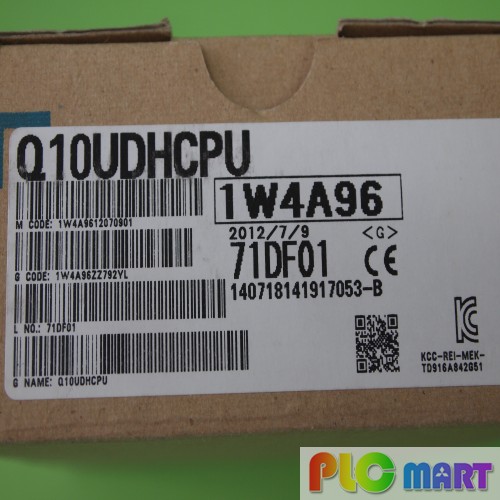 Q10UDHCPU
1W4A96
M CODE: 1W4A9612070901
2012/7/9 <G>
71DF01 CE
G CODE: 1W4A96ZZ792YL
140718141917053-B
L NO.: 71DF01
KCC-REI-MEK-
TD916A842G51
G NAME: Q10UDHCPU
PLC mart